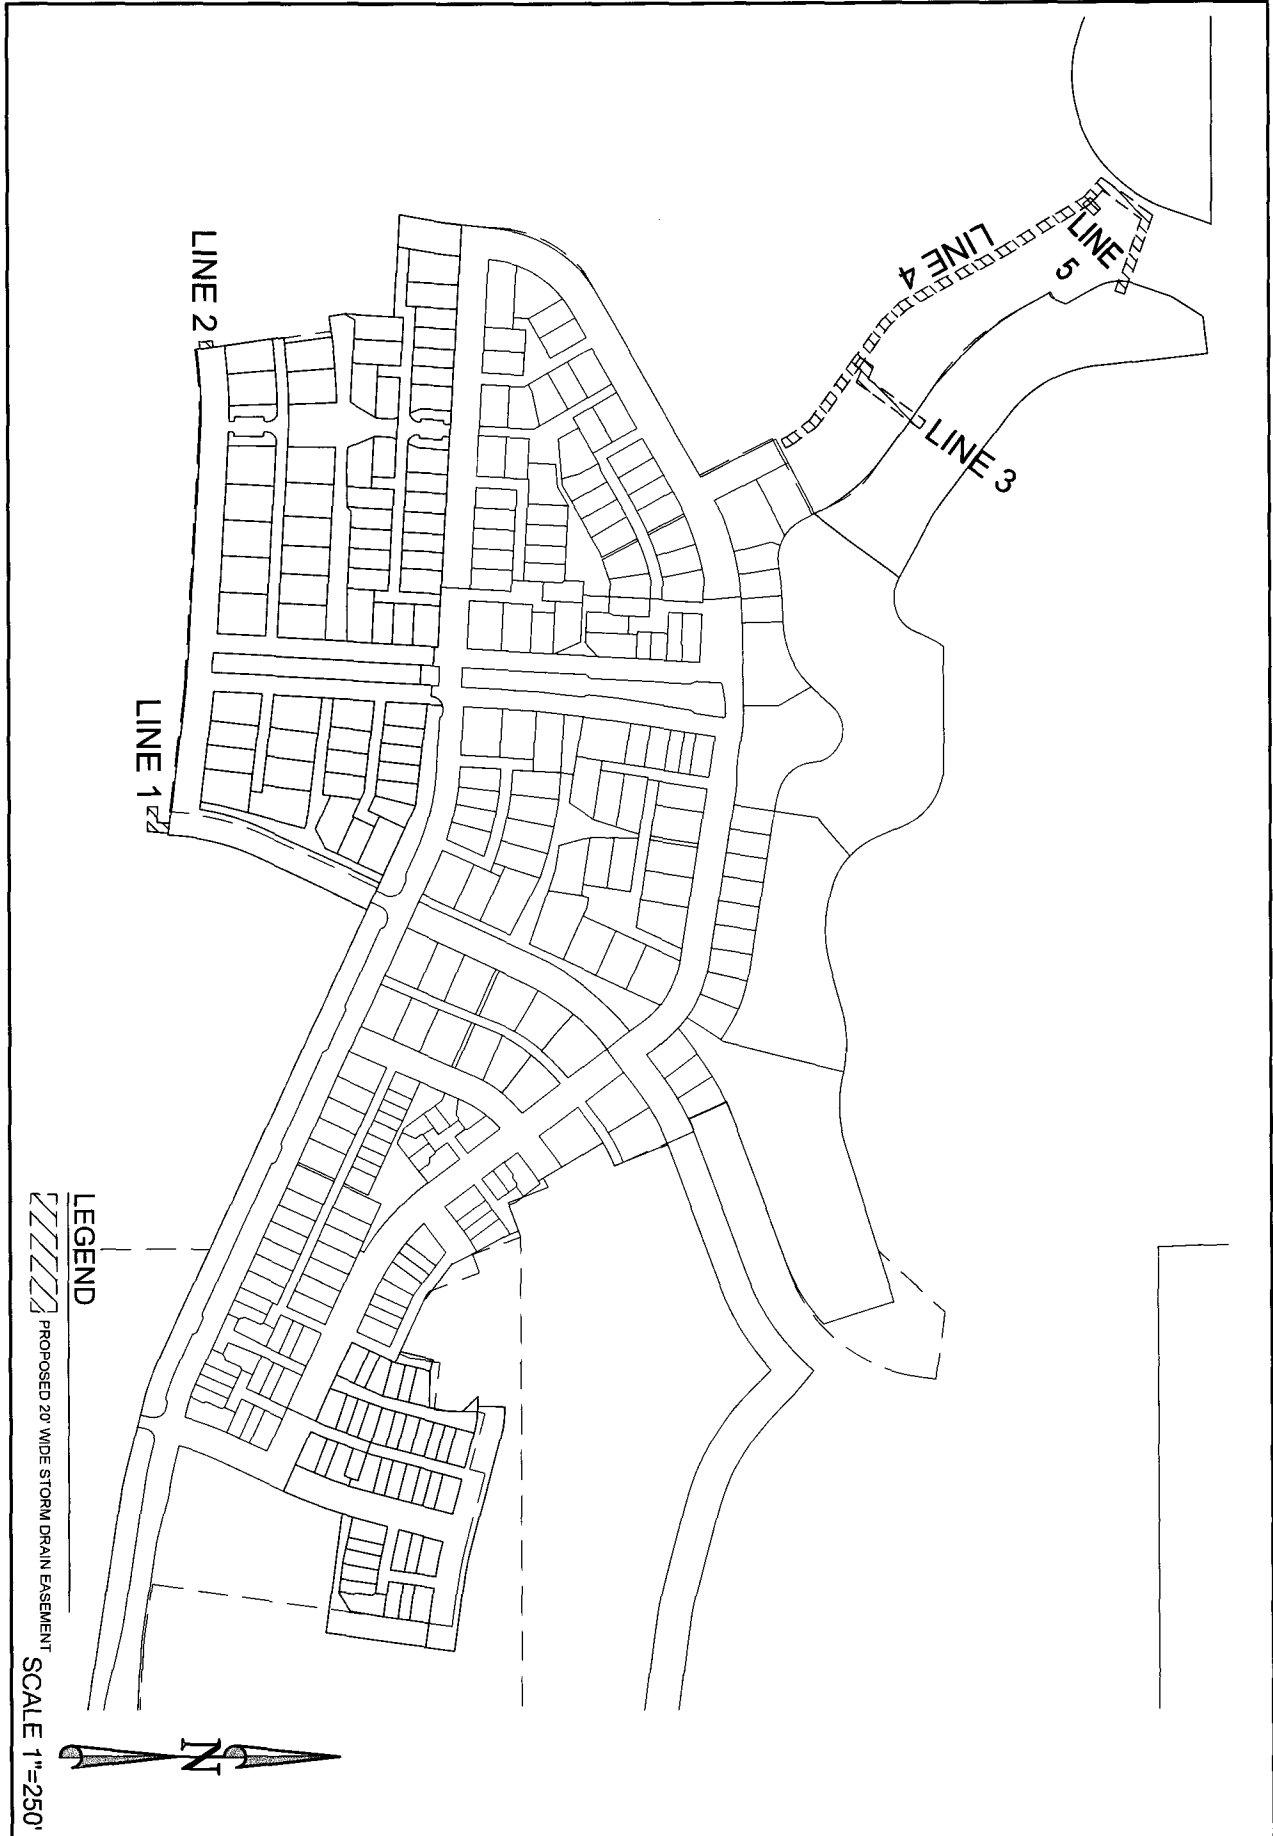 LINE 5
LINE 4
LINE 3
LINE 2
LINE 1
LEGEND
PROPOSED 20' WIDE STORM DRAIN EASEMENT
SCALE 1"=250'
N